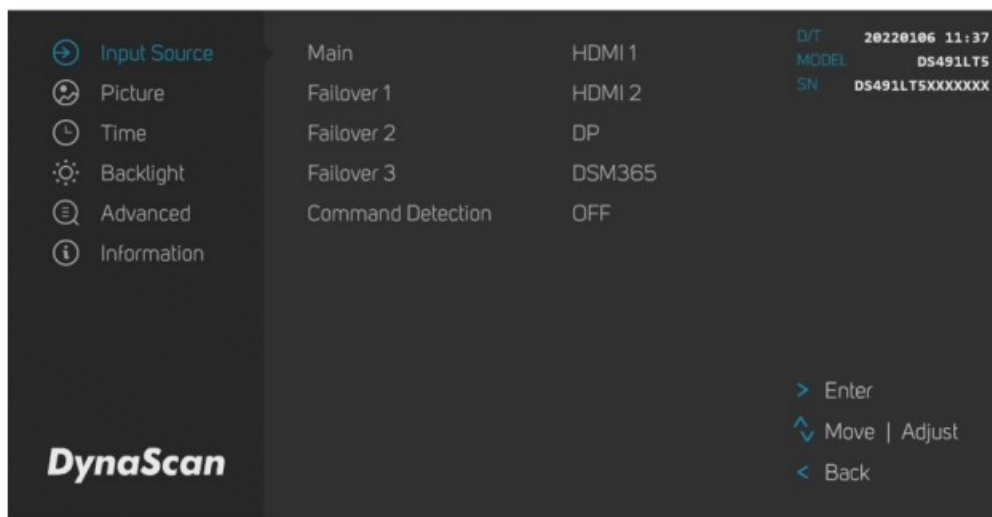 Input Source
Picture
Time
Backlight
Advanced
Information
DynaScan
Main HDMI 1
Failover 1 HDMI 2
Failover 2 DP
Failover 3 DSM365
Command Detection OFF
D/T 20220106 11:37
MODEL DS491LT5
SN DS491LT5XXXXXXX
> Enter
Move | Adjust
< Back